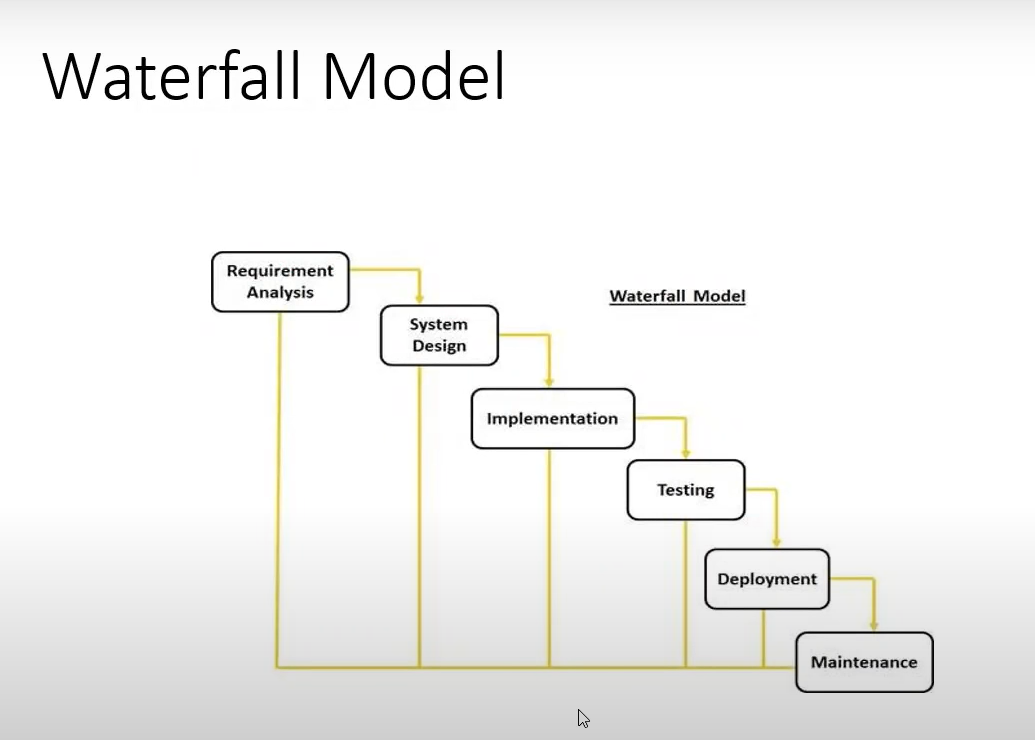 Waterfall Model
Requirement
Analysis
Waterfall Model
System
Design
Implementation
Testing
Deployment
Maintenance